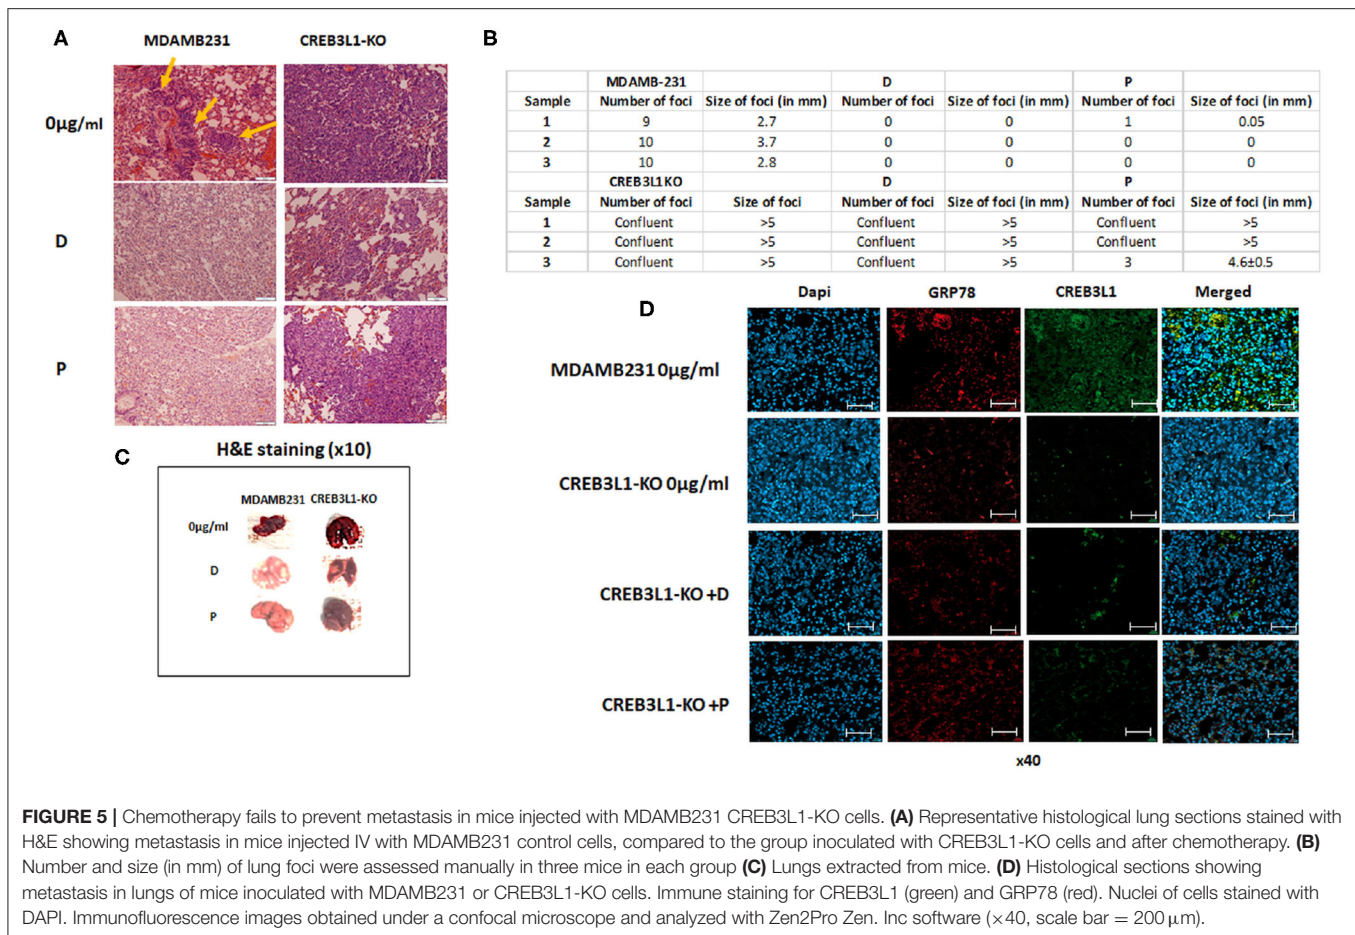 A
MDAMB231 CREB3L1-KO
0µg/ml
D
P
H&E staining (x10)
B
MDAMB-231 D P
Sample Number of foci Size of foci (in mm) Number of foci Size of foci (in mm) Number of foci Size of foci (in mm)
1 9 2.7 0 0 1 0.05
2 10 3.7 0 0 0 0
3 10 2.8 0 0 0 0
CREB3L1KO D P
Sample Number of foci Size of foci Number of foci Size of foci (in mm) Number of foci Size of foci (in mm)
1 Confluent >5 Confluent >5 Confluent >5
2 Confluent >5 Confluent >5 Confluent >5
3 Confluent >5 Confluent >5 3 4.6±0.5
C
MDAMB231 CREB3L1-KO
0µg/ml
D
P
D
Dapi GRP78 CREB3L1 Merged
MDAMB231 0µg/ml
CREB3L1-KO 0µg/ml
CREB3L1-KO +D
CREB3L1-KO +P
x40
FIGURE 5 | Chemotherapy fails to prevent metastasis in mice injected with MDAMB231 CREB3L1-KO cells. (A) Representative histological lung sections stained with
H&E showing metastasis in mice injected IV with MDAMB231 control cells, compared to the group inoculated with CREB3L1-KO cells and after chemotherapy. (B)
Number and size (in mm) of lung foci were assessed manually in three mice in each group (C) Lungs extracted from mice. (D) Histological sections showing
metastasis in lungs of mice inoculated with MDAMB231 or CREB3L1-KO cells. Immune staining for CREB3L1 (green) and GRP78 (red). Nuclei of cells stained with
DAPI. Immunofluorescence images obtained under a confocal microscope and analyzed with Zen2Pro Zen. Inc software (×40, scale bar = 200 µm).